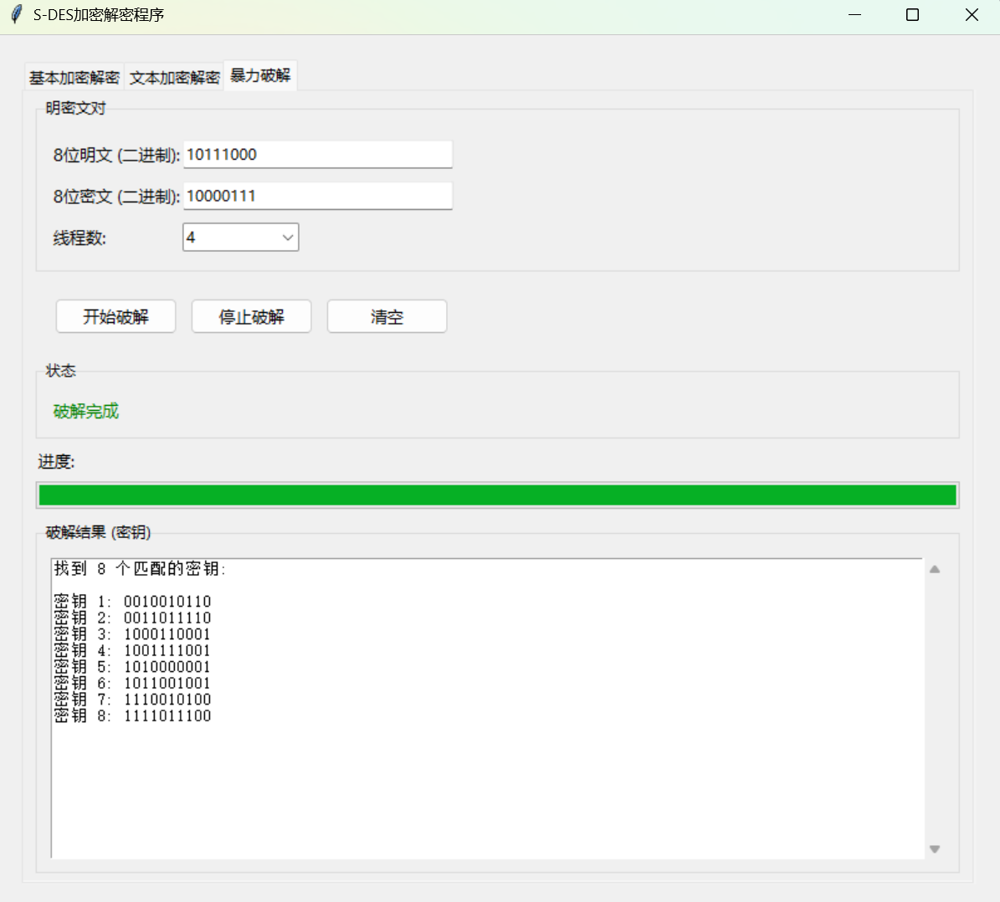 S-DES加密解密程序
基本加密解密 文本加密解密 暴力破解
明密文对
8位明文 (二进制): 10111000
8位密文 (二进制): 10000111
线程数: 4
开始破解 停止破解 清空
状态
破解完成
进度:
破解结果 (密钥)
找到 8 个匹配的密钥:
密钥 1: 0010010110
密钥 2: 0011011110
密钥 3: 1000110001
密钥 4: 1001111001
密钥 5: 1010000001
密钥 6: 1011001001
密钥 7: 1110010100
密钥 8: 1111011100